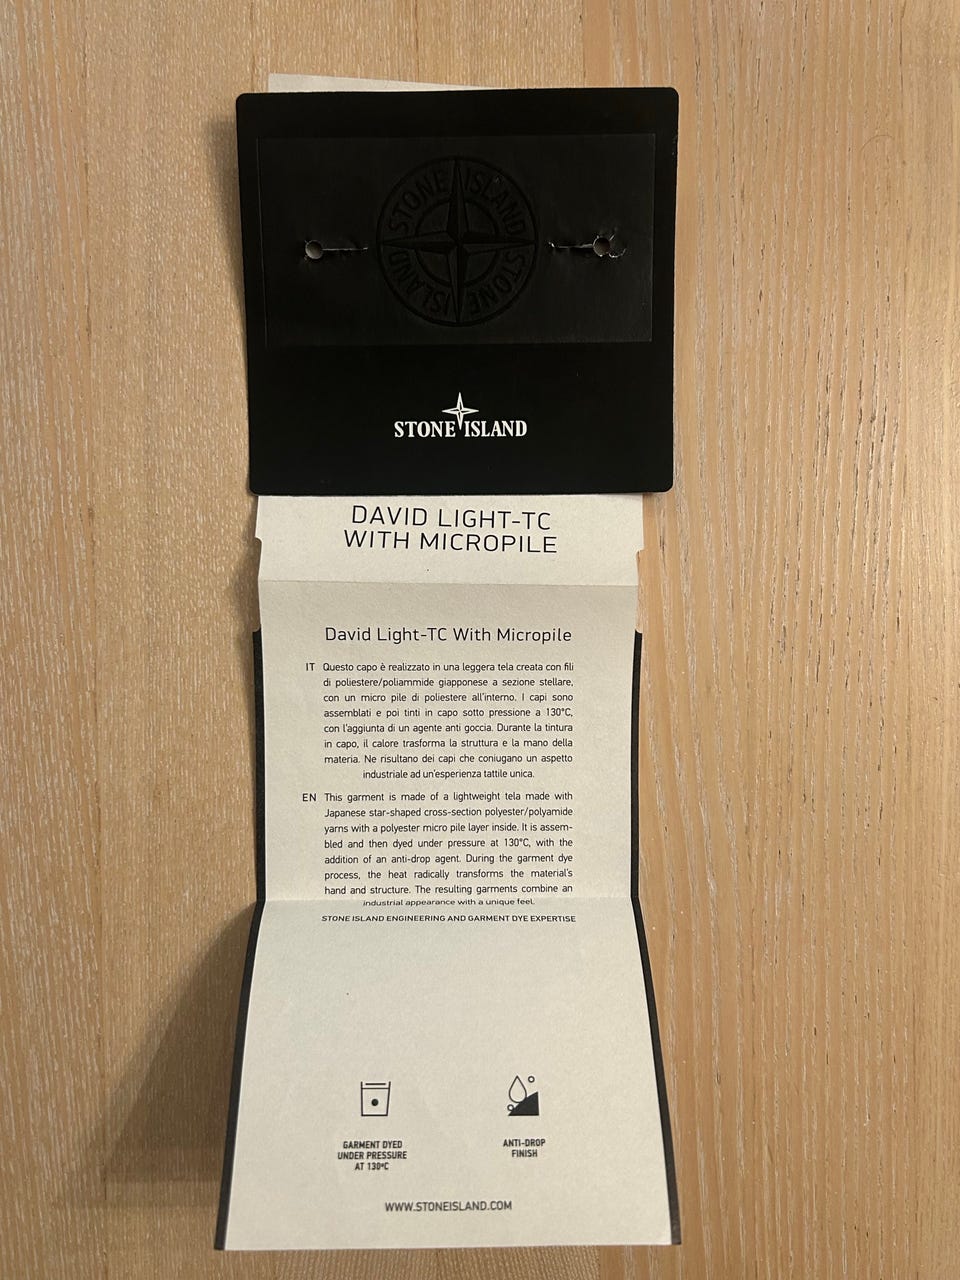 STONE ISLAND
STONE ISLAND
STONE ISLAND
DAVID LIGHT-TC
WITH MICROPILE
David Light-TC With Micropile
IT Questo capo è realizzato in una leggera tela creata con fili
di poliestere/poliammide giapponese a sezione stellare,
con un micro pile di poliestere all'interno. I capi sono
assemblati e poi tinti in capo sotto pressione a 130°C,
con l'aggiunta di un agente anti goccia. Durante la tintura
in capo, il calore trasforma la struttura e la mano della
materia. Ne risultano dei capi che coniugano un aspetto
industriale ad un'esperienza tattile unica.
EN This garment is made of a lightweight tela made with
Japanese star-shaped cross-section polyester/polyamide
yarns with a polyester micro pile layer inside. It is assem-
bled and then dyed under pressure at 130°C, with the
addition of an anti-drop agent. During the garment dye
process, the heat radically transforms the material's
hand and structure. The resulting garments combine an
industrial appearance with a unique feel.
STONE ISLAND ENGINEERING AND GARMENT DYE EXPERTISE
GARMENT DYED
UNDER PRESSURE
AT 130°C
ANTI-DROP
FINISH
WWW.STONEISLAND.COM